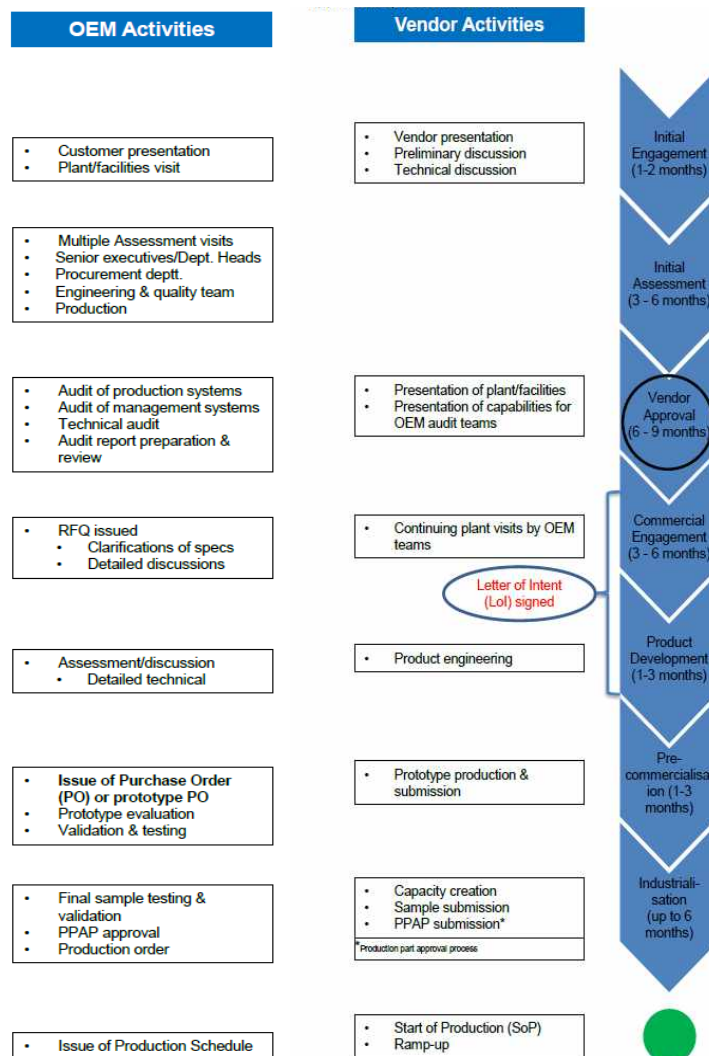 OEM Activities
Vendor Activities
• Customer presentation
• Plant/facilities visit
• Vendor presentation
• Preliminary discussion
• Technical discussion
Initial
Engagement
(1-2 months)
• Multiple Assessment visits
• Senior executives/Dept. Heads
• Procurement deptt.
• Engineering & quality team
• Production
Initial
Assessment
(3 - 6 months)
• Audit of production systems
• Audit of management systems
• Technical audit
• Audit report preparation &
review
• Presentation of plant/facilities
• Presentation of capabilities for
OEM audit teams
Vendor
Approval
(6 - 9 months)
• RFQ issued
• Clarifications of specs
• Detailed discussions
• Continuing plant visits by OEM
teams
Commercial
Engagement
(3 - 6 months)
Letter of Intent
(LoI) signed
• Assessment/discussion
• Detailed technical
• Product engineering
Product
Development
(1-3 months)
• Issue of Purchase Order
(PO) or prototype PO
• Prototype evaluation
• Validation & testing
• Prototype production &
submission
Pre-
commercialisa
ion (1-3
months)
• Final sample testing &
validation
• PPAP approval
• Production order
• Capacity creation
• Sample submission
• PPAP submission*
*Production part approval process
Industriali-
sation
(up to 6
months)
• Issue of Production Schedule
• Start of Production (SoP)
• Ramp-up